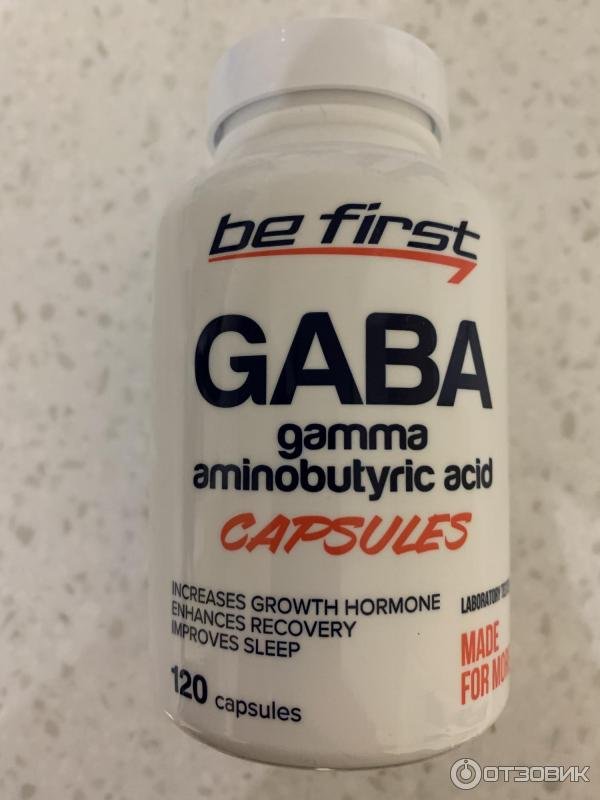 be first
GABA
gamma
aminobutyric acid
CAPSULES
INCREASES GROWTH HORMONE
ENHANCES RECOVERY
IMPROVES SLEEP
120 capsules
LABORATORY
MADE
FOR
ОТЗОВИК